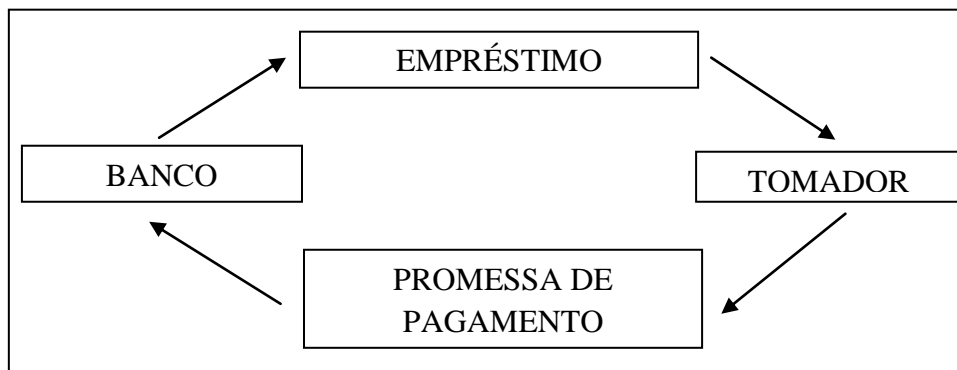 EMPRÉSTIMO
BANCO
TOMADOR
PROMESSA DE
PAGAMENTO